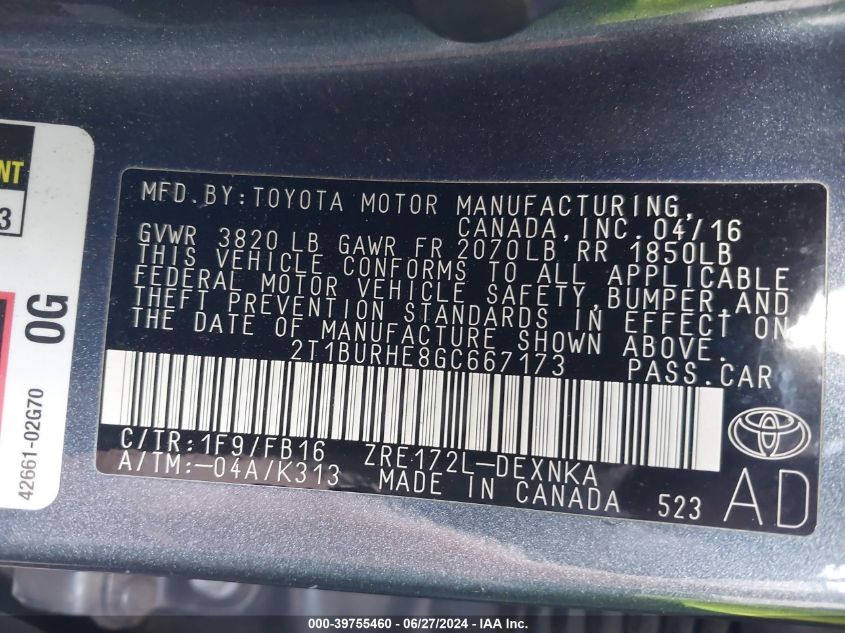 NT
3
0G
42661-02G70
MFD.BY:TOYOTA MOTOR MANUFACTURING,
CANADA,INC.04/16
GVWR 3820LB GAWR FR 2070LB RR 1850LB
THIS VEHICLE CONFORMS TO ALL APPLICABLE
FEDERAL MOTOR VEHICLE SAFETY,BUMPER,AND
THEFT PREVENTION STANDARDS IN EFFECT ON
THE DATE OF MANUFACTURE SHOWN ABOVE.
2T1BURHE8GC667173 PASS.CAR
C/TR:1F9/FB16 ZRE172L-DEXNKA
A/TM:-04A/K313 MADE IN CANADA 523
AD
000-39755460 - 06/27/2024 - IAA, Inc.